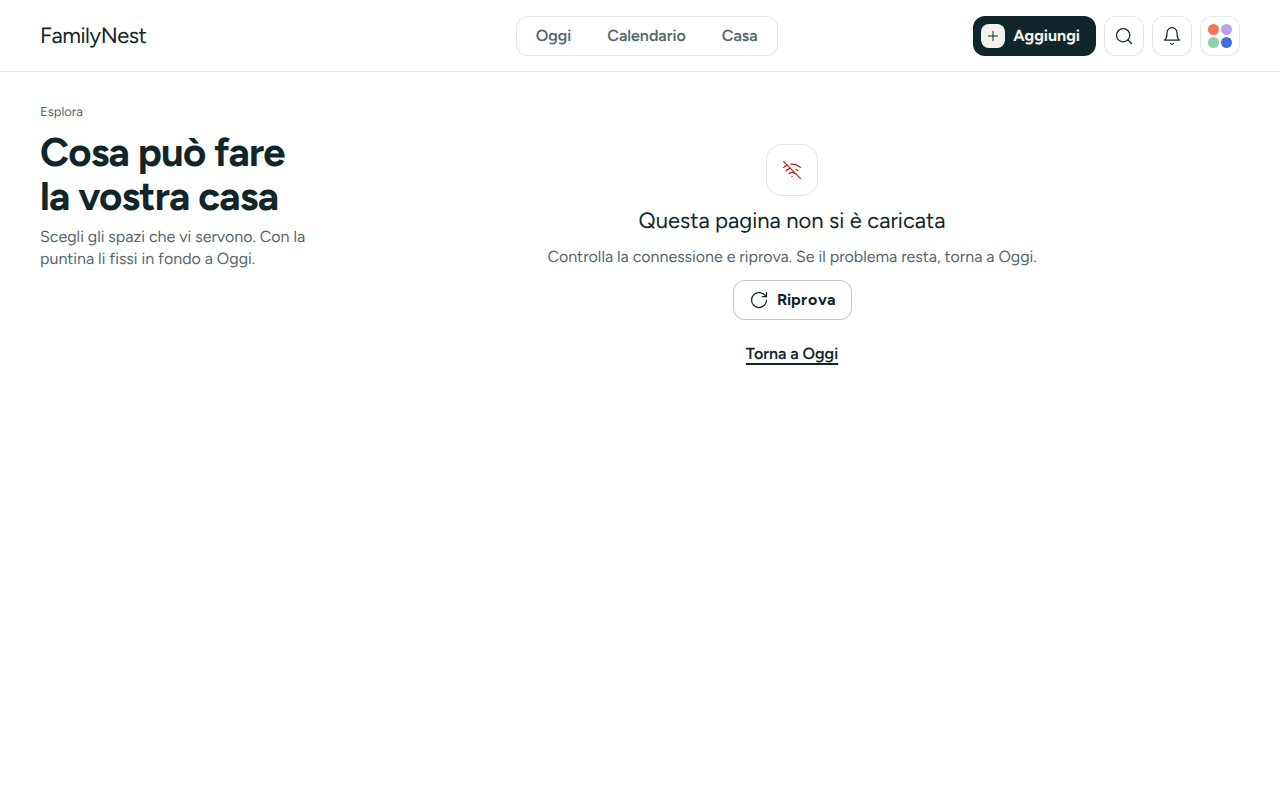 FamilyNest
Oggi
Calendario
Casa
Aggiungi
Esplora
Cosa può fare
la vostra casa
Scegli gli spazi che vi servono. Con la
puntina li fissi in fondo a Oggi.
Questa pagina non si è caricata
Controlla la connessione e riprova. Se il problema resta, torna a Oggi.
Riprova
Torna a Oggi